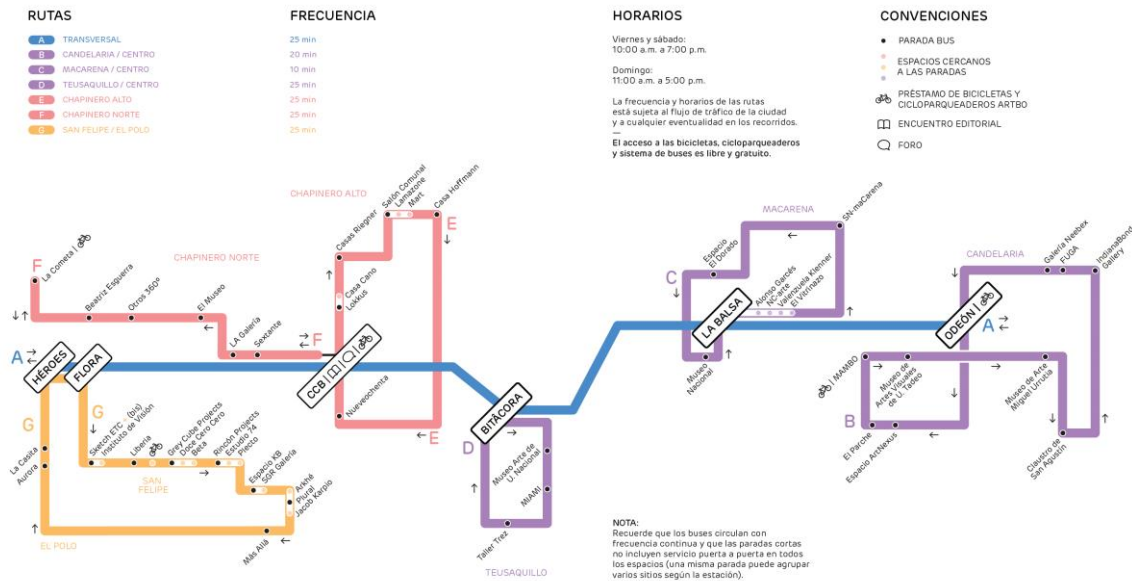 RUTAS
A TRANSVERSAL
B CANDELARIA / CENTRO
C MACARENA / CENTRO
D TEUSAQUILLO / CENTRO
E CHAPINERO ALTO
F CHAPINERO NORTE
G SAN FELIPE / EL POLO
FRECUENCIA
25 min
20 min
10 min
25 min
25 min
25 min
25 min
HORARIOS
Viernes y sábado:
10:00 a.m. a 7:00 p.m.
Domingo:
11:00 a.m. a 5:00 p.m.
La frecuencia y horarios de las rutas
está sujeta al flujo de tráfico de la ciudad
y a cualquier eventualidad en los recorridos.
—
El acceso a las bicicletas, cicloparqueaderos
y sistema de buses es libre y gratuito.
CONVENCIONES
PARADA BUS
ESPACIOS CERCANOS
A LAS PARADAS
PRÉSTAMO DE BICICLETAS Y
CICLOPARQUEADEROS ARTBO
ENCUENTRO EDITORIAL
FORO
CHAPINERO NORTE
F
La Cometa |
Beatriz Esguerra
Otros 360º
El Museo
LA Galería
Sextante
F
CHAPINERO ALTO
Casas Riegner
Salón Comunal
Lamazone
Mart
Casa Hoffmann
E
Casa Cano
Lokkus
CCB | | |
Nueveochenta
E
A
HÉROES
FLORA
G
G
La Casita
Aurora
Sketch ETC - (bis)
Instituto de Visión
Liberia
Grey Cube Projects
Doce Cero Cero
Beta
Rincón Projects
Estudio 74
Plecto
SAN
FELIPE
Espacio KB
SGR Galería
Arkhé
Plural
Jacob Karpio
Más Allá
EL POLO
BITÁCORA
D
Museo Arte de
U. Nacional
MIAMI
Taller Trez
TEUSAQUILLO
MACARENA
SN-maCarena
Espacio
El Dorado
C
LA BALSA
Alonso Garcés
NC-arte
Valenzuela Klenner
El Vitrinazo
Museo
Nacional
CANDELARIA
Galería Neebex
FUGA
IndianaBond
Gallery
ODEÓN |
A
| MAMBO
Museo de
Artes Visuales
de U. Tadeo
Museo de Arte
Miguel Urrutia
B
El Parche
Espacio ArtNexus
Claustro de
San Agustín
NOTA:
Recuerde que los buses circulan con
frecuencia continua y que las paradas cortas
no incluyen servicio puerta a puerta en todos
los espacios (una misma parada puede agrupar
varios sitios según la estación).